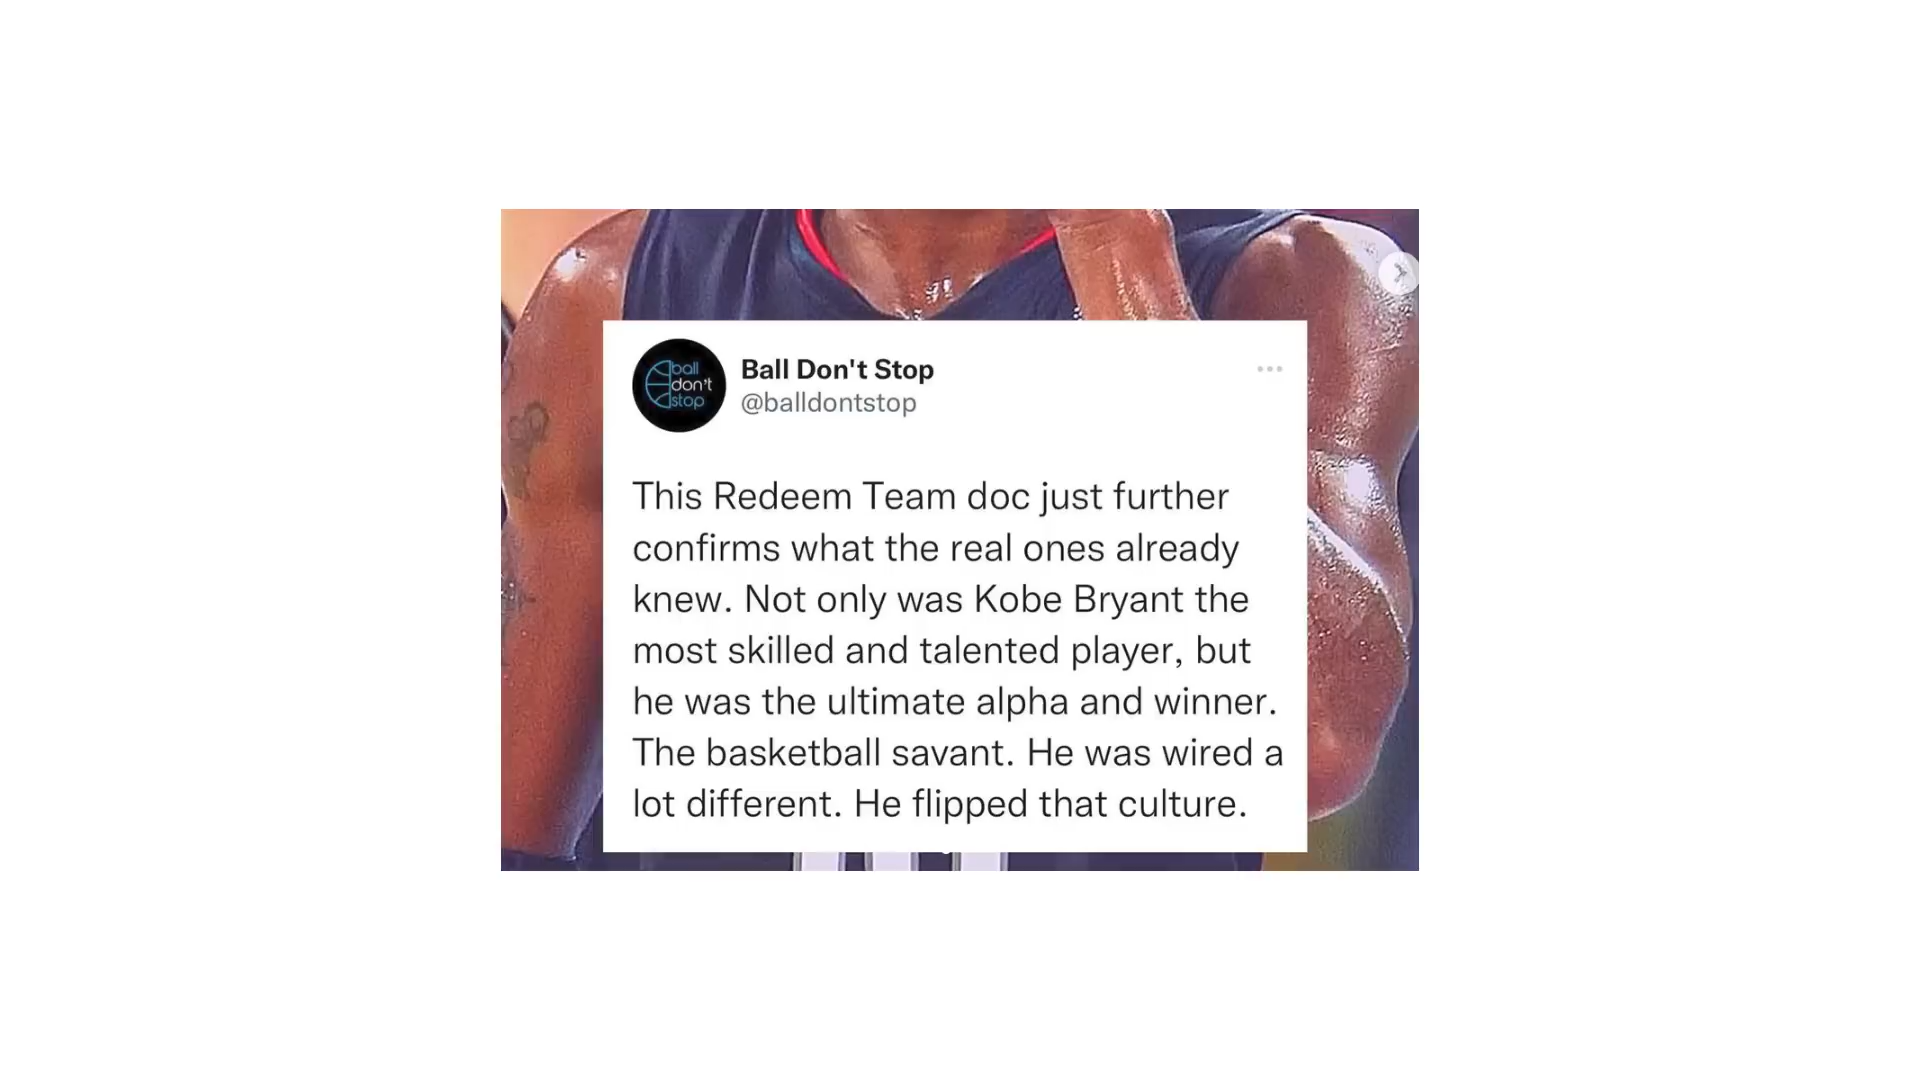 ball
don't
stop
Ball Don't Stop
@balldontstop
This Redeem Team doc just further
confirms what the real ones already
knew. Not only was Kobe Bryant the
most skilled and talented player, but
he was the ultimate alpha and winner.
The basketball savant. He was wired a
lot different. He flipped that culture.